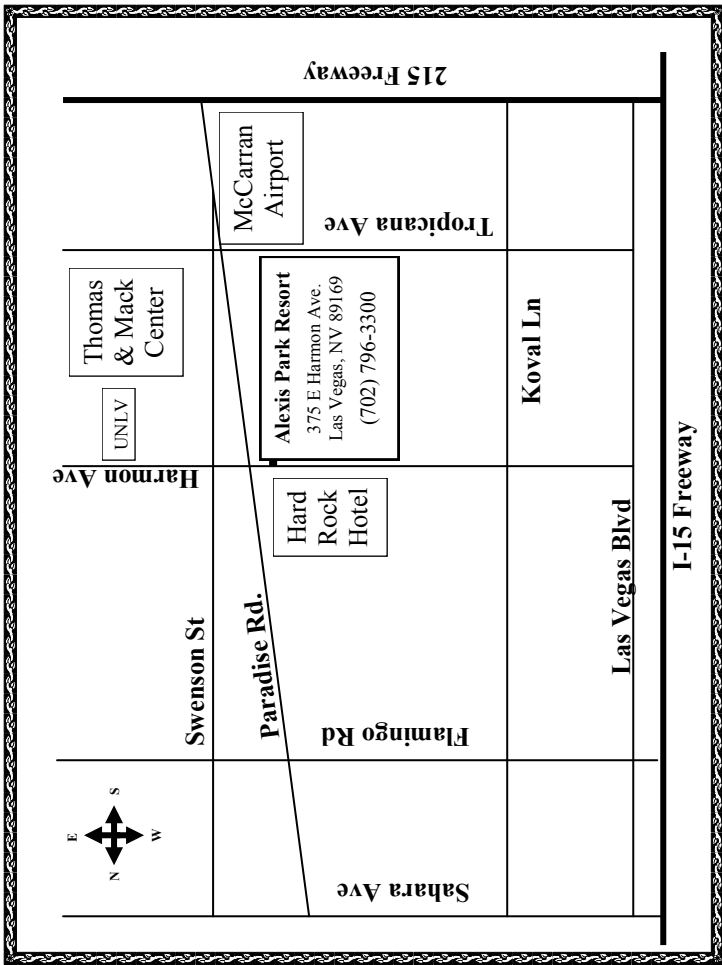 215 Freeway
McCarran
Airport
Tropicana Ave
Thomas
& Mack
Center
UNLV
Alexis Park Resort
375 E Harmon Ave.
Las Vegas, NV 89169
(702) 796-3300
Koval Ln
Harmon Ave
Hard
Rock
Hotel
Swenson St
Paradise Rd.
Las Vegas Blvd
I-15 Freeway
Flamingo Rd
E
S
N
W
Sahara Ave